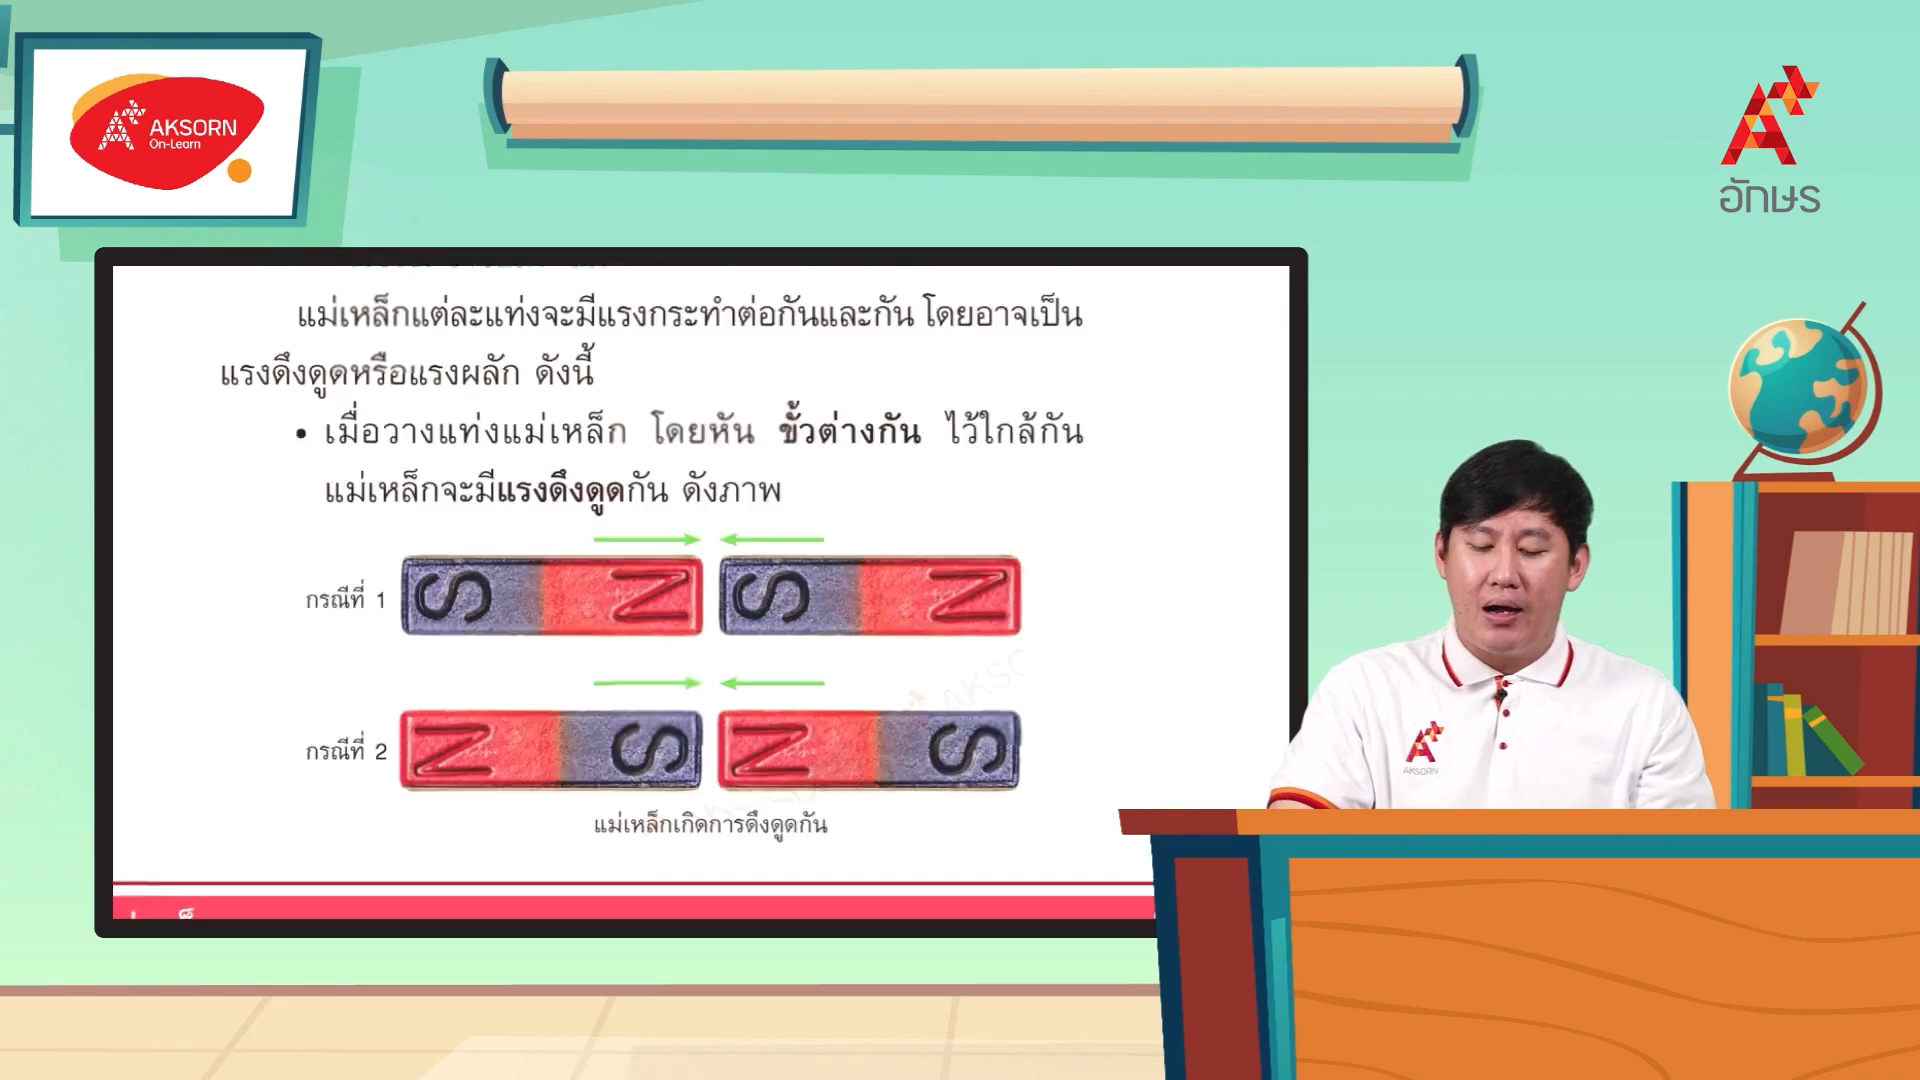 AKSORN
On-Learn
อักษร
แม่เหล็กแต่ละแท่งจะมีแรงกระทำต่อกันและกัน โดยอาจเป็น
แรงดึงดูดหรือแรงผลัก ดังนี้
• เมื่อวางแท่งแม่เหล็ก โดยหัน ขั้วต่างกัน ไว้ใกล้กัน
แม่เหล็กจะมีแรงดึงดูดกัน ดังภาพ
กรณีที่ 1 S N S N
กรณีที่ 2 N S N S
แม่เหล็กเกิดการดึงดูดกัน
AKSORN